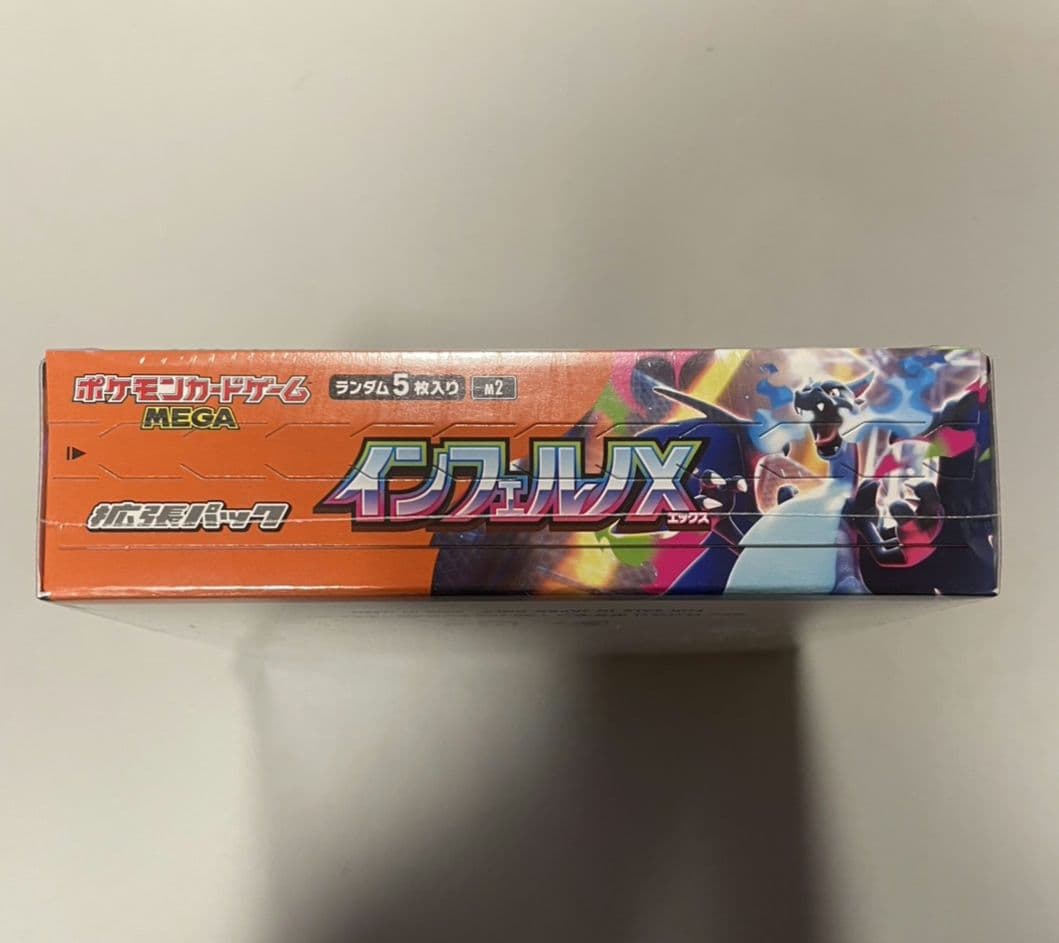 ポケモンカードゲーム
MEGA
ランダム5枚入り
M2
インフェルノX
エックス
拡張パック